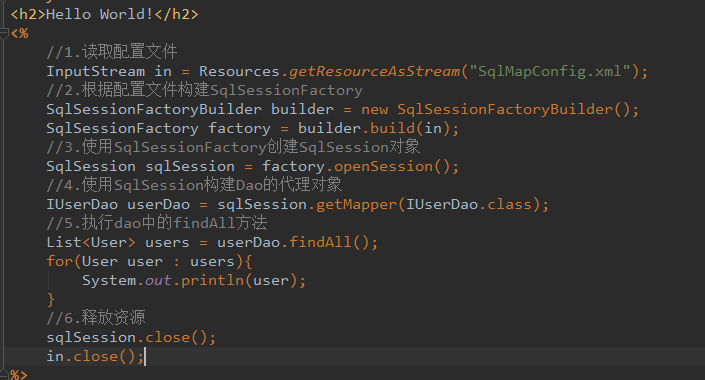 <h2>Hello World!</h2>
<%
//1.读取配置文件
InputStream in = Resources.getResourceAsStream("SqlMapConfig.xml");
//2.根据配置文件构建SqlSessionFactory
SqlSessionFactoryBuilder builder = new SqlSessionFactoryBuilder();
SqlSessionFactory factory = builder.build(in);
//3.使用SqlSessionFactory创建SqlSession对象
SqlSession sqlSession = factory.openSession();
//4.使用SqlSession构建Dao的代理对象
IUserDao userDao = sqlSession.getMapper(IUserDao.class);
//5.执行dao中的findAll方法
List<User> users = userDao.findAll();
for(User user : users){
System.out.println(user);
}
//6.释放资源
sqlSession.close();
in.close();
%>